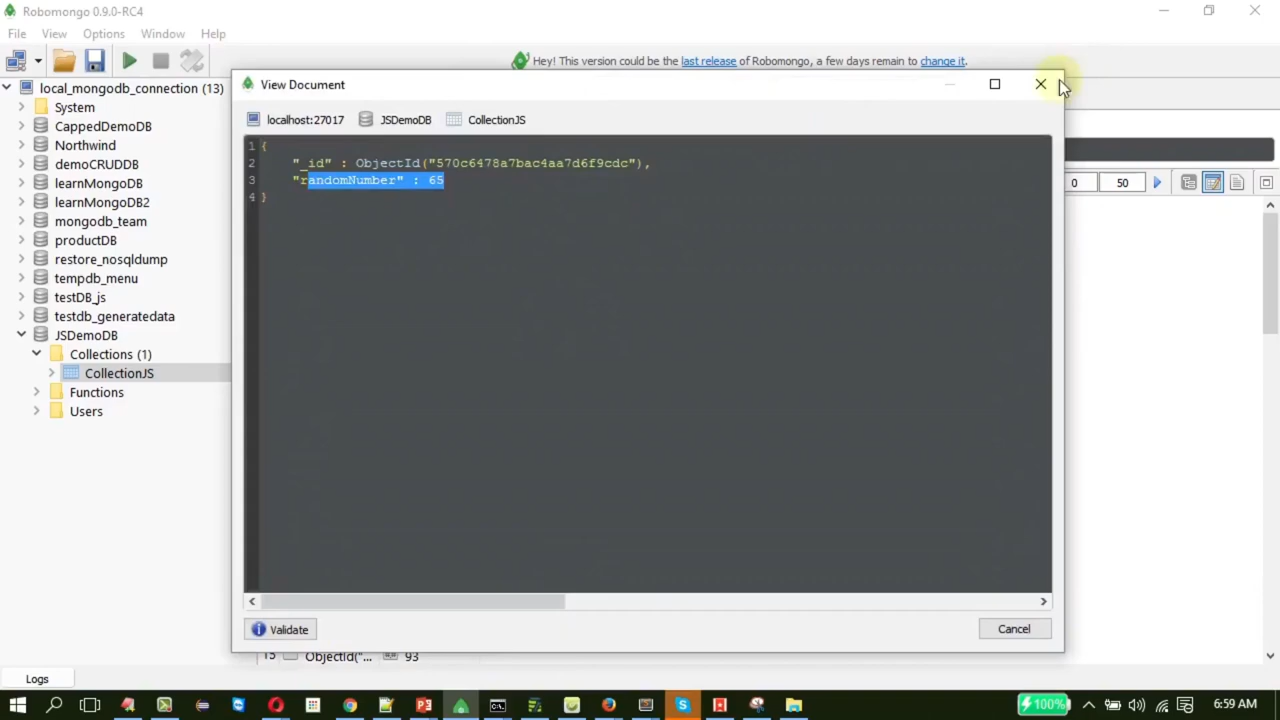 Robomongo 0.9.0-RC4
File View Options Window Help
Hey! This version could be the last release of Robomongo, a few days remain to change it.
local_mongodb_connection (13)
System
CappedDemoDB
Northwind
demoCRUDDB
learnMongoDB
learnMongoDB2
mongodb_team
productDB
restore_nosqldump
tempdb_menu
testDB_js
testdb_generatedata
JSDemoDB
Collections (1)
CollectionJS
Functions
Users
View Document
localhost:27017 JSDemoDB CollectionJS
1 {
2 "_id" : ObjectId("570c6478a7bac4aa7d6f9cdc"),
3 "randomNumber" : 65
4 }
0 50
Validate
Cancel
15 ObjectId("... 93
Logs
100%
6:59 AM